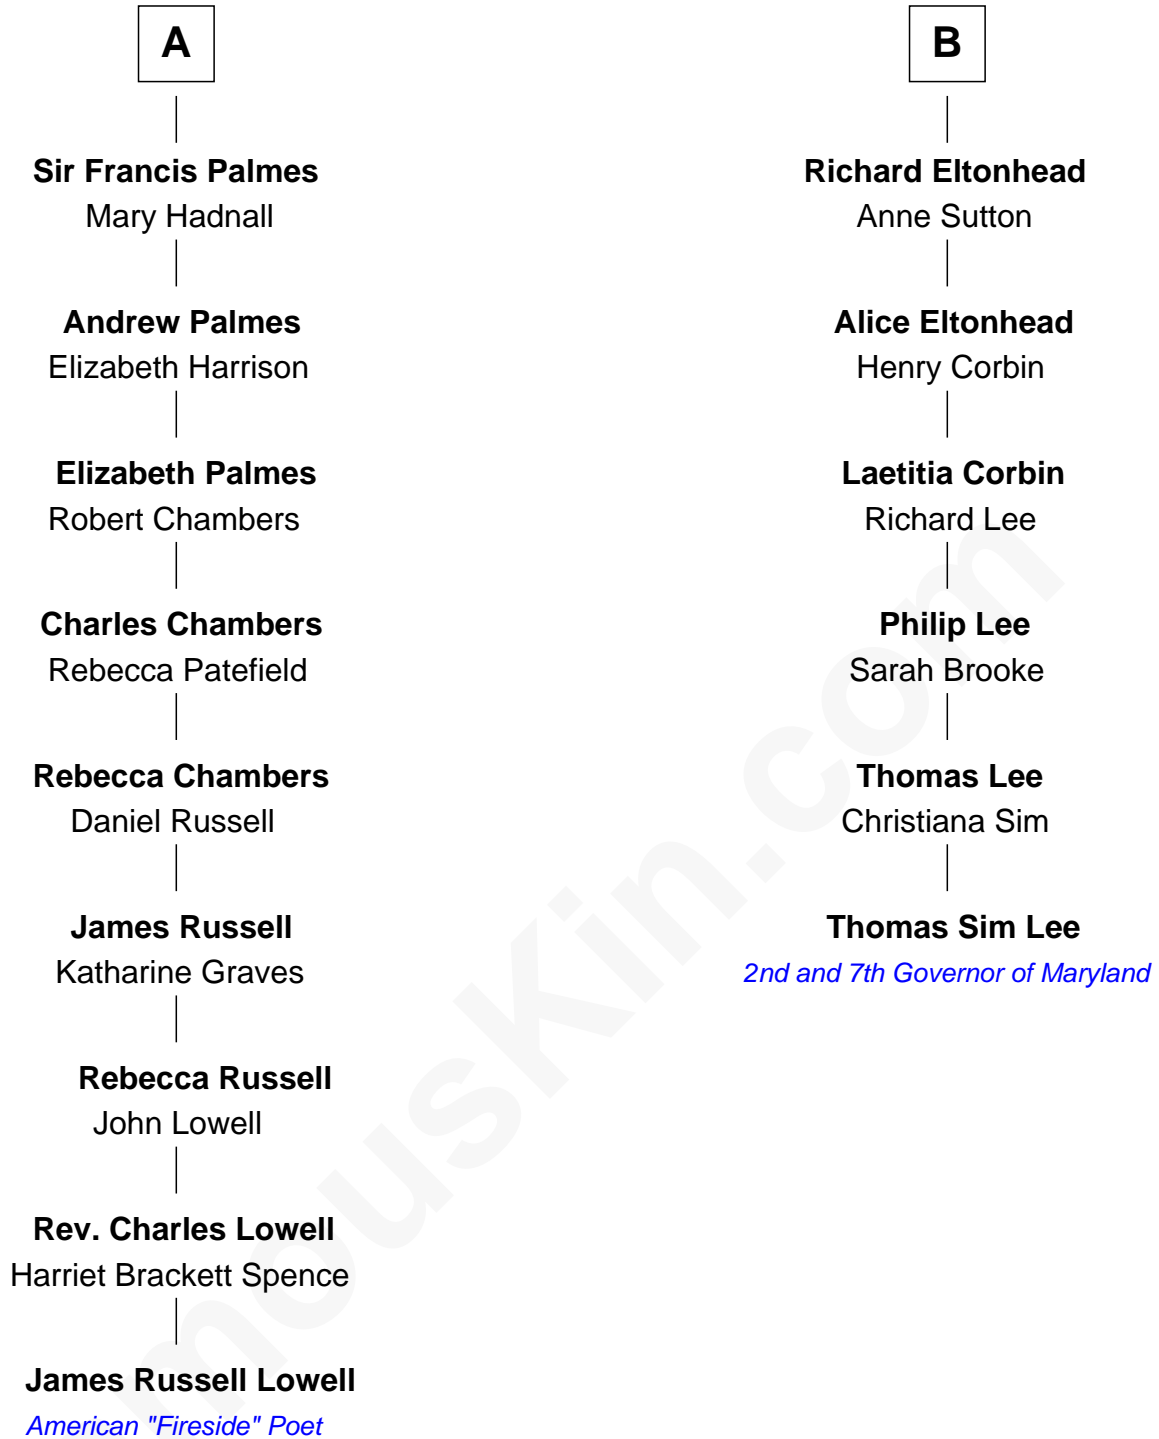 A
Sir Francis Palmes
Mary Hadnall
Andrew Palmes
Elizabeth Harrison
Elizabeth Palmes
Robert Chambers
Charles Chambers
Rebecca Patefield
Rebecca Chambers
Daniel Russell
James Russell
Katharine Graves
Rebecca Russell
John Lowell
Rev. Charles Lowell
Harriet Brackett Spence
James Russell Lowell
American "Fireside" Poet
B
Richard Eltonhead
Anne Sutton
Alice Eltonhead
Henry Corbin
Laetitia Corbin
Richard Lee
Philip Lee
Sarah Brooke
Thomas Lee
Christiana Sim
Thomas Sim Lee
2nd and 7th Governor of Maryland
mousKin.com